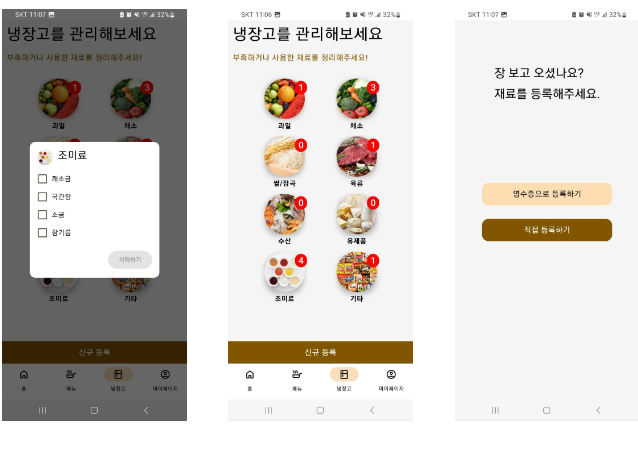 SKT 11:07
32%
냉장고를 관리해보세요
부족하거나 사용한 재료를 정리해주세요!
1
3
과일
채소
조미료
깨소금
국간장
소금
참기름
삭제하기
조미료
기타
신규 등록
홈
메뉴
냉장고
마이페이지
SKT 11:06
32%
냉장고를 관리해보세요
부족하거나 사용한 재료를 정리해주세요!
1
3
과일
채소
0
1
쌀/잡곡
육류
0
0
수산
유제품
4
1
조미료
기타
신규 등록
홈
메뉴
냉장고
마이페이지
SKT 11:07
32%
장 보고 오셨나요?
재료를 등록해주세요.
영수증으로 등록하기
직접 등록하기